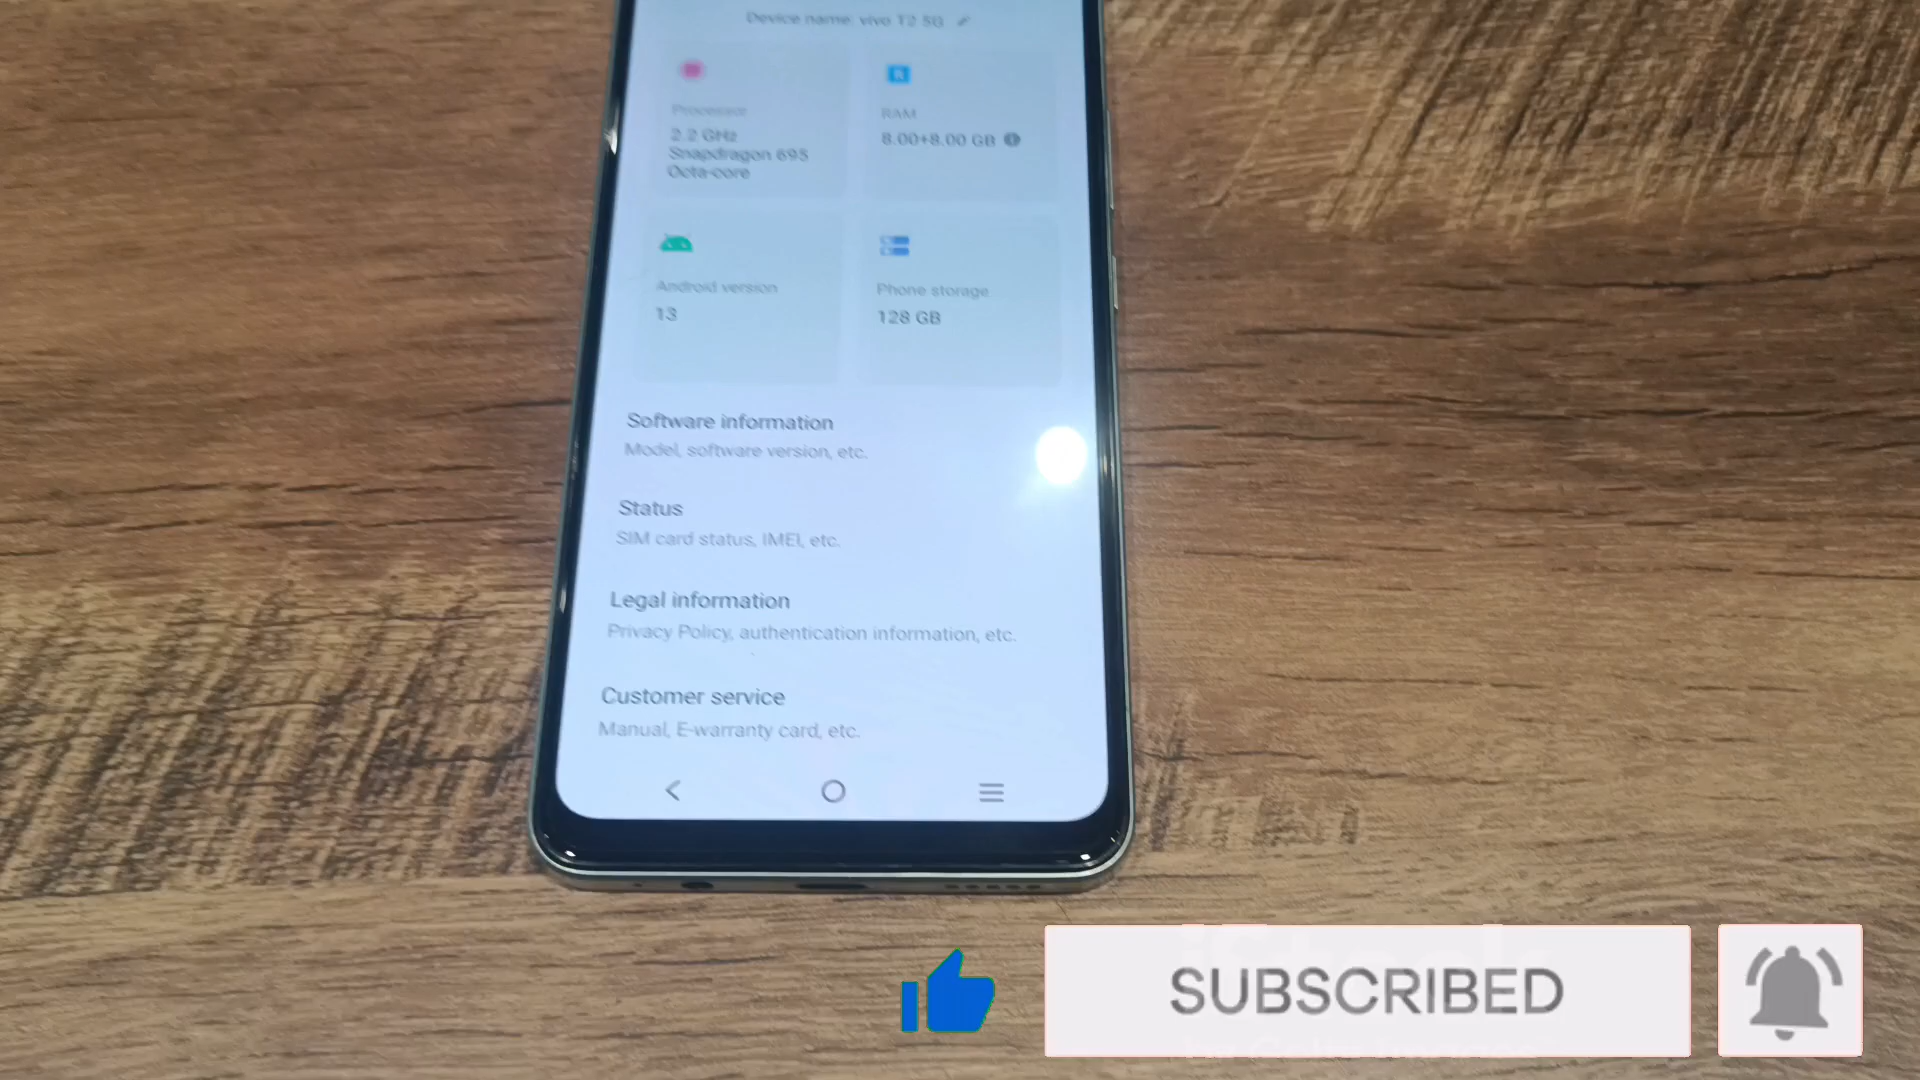 Device name: vivo T2 5G
Processor
2.2 GHz
Snapdragon 695
Octa-core
RAM
8.00+8.00 GB
Android version
13
Phone storage
128 GB
Software information
Model, software version, etc.
Status
SIM card status, IMEI, etc.
Legal information
Privacy Policy, authentication information, etc.
Customer service
Manual, E-warranty card, etc.
SUBSCRIBED